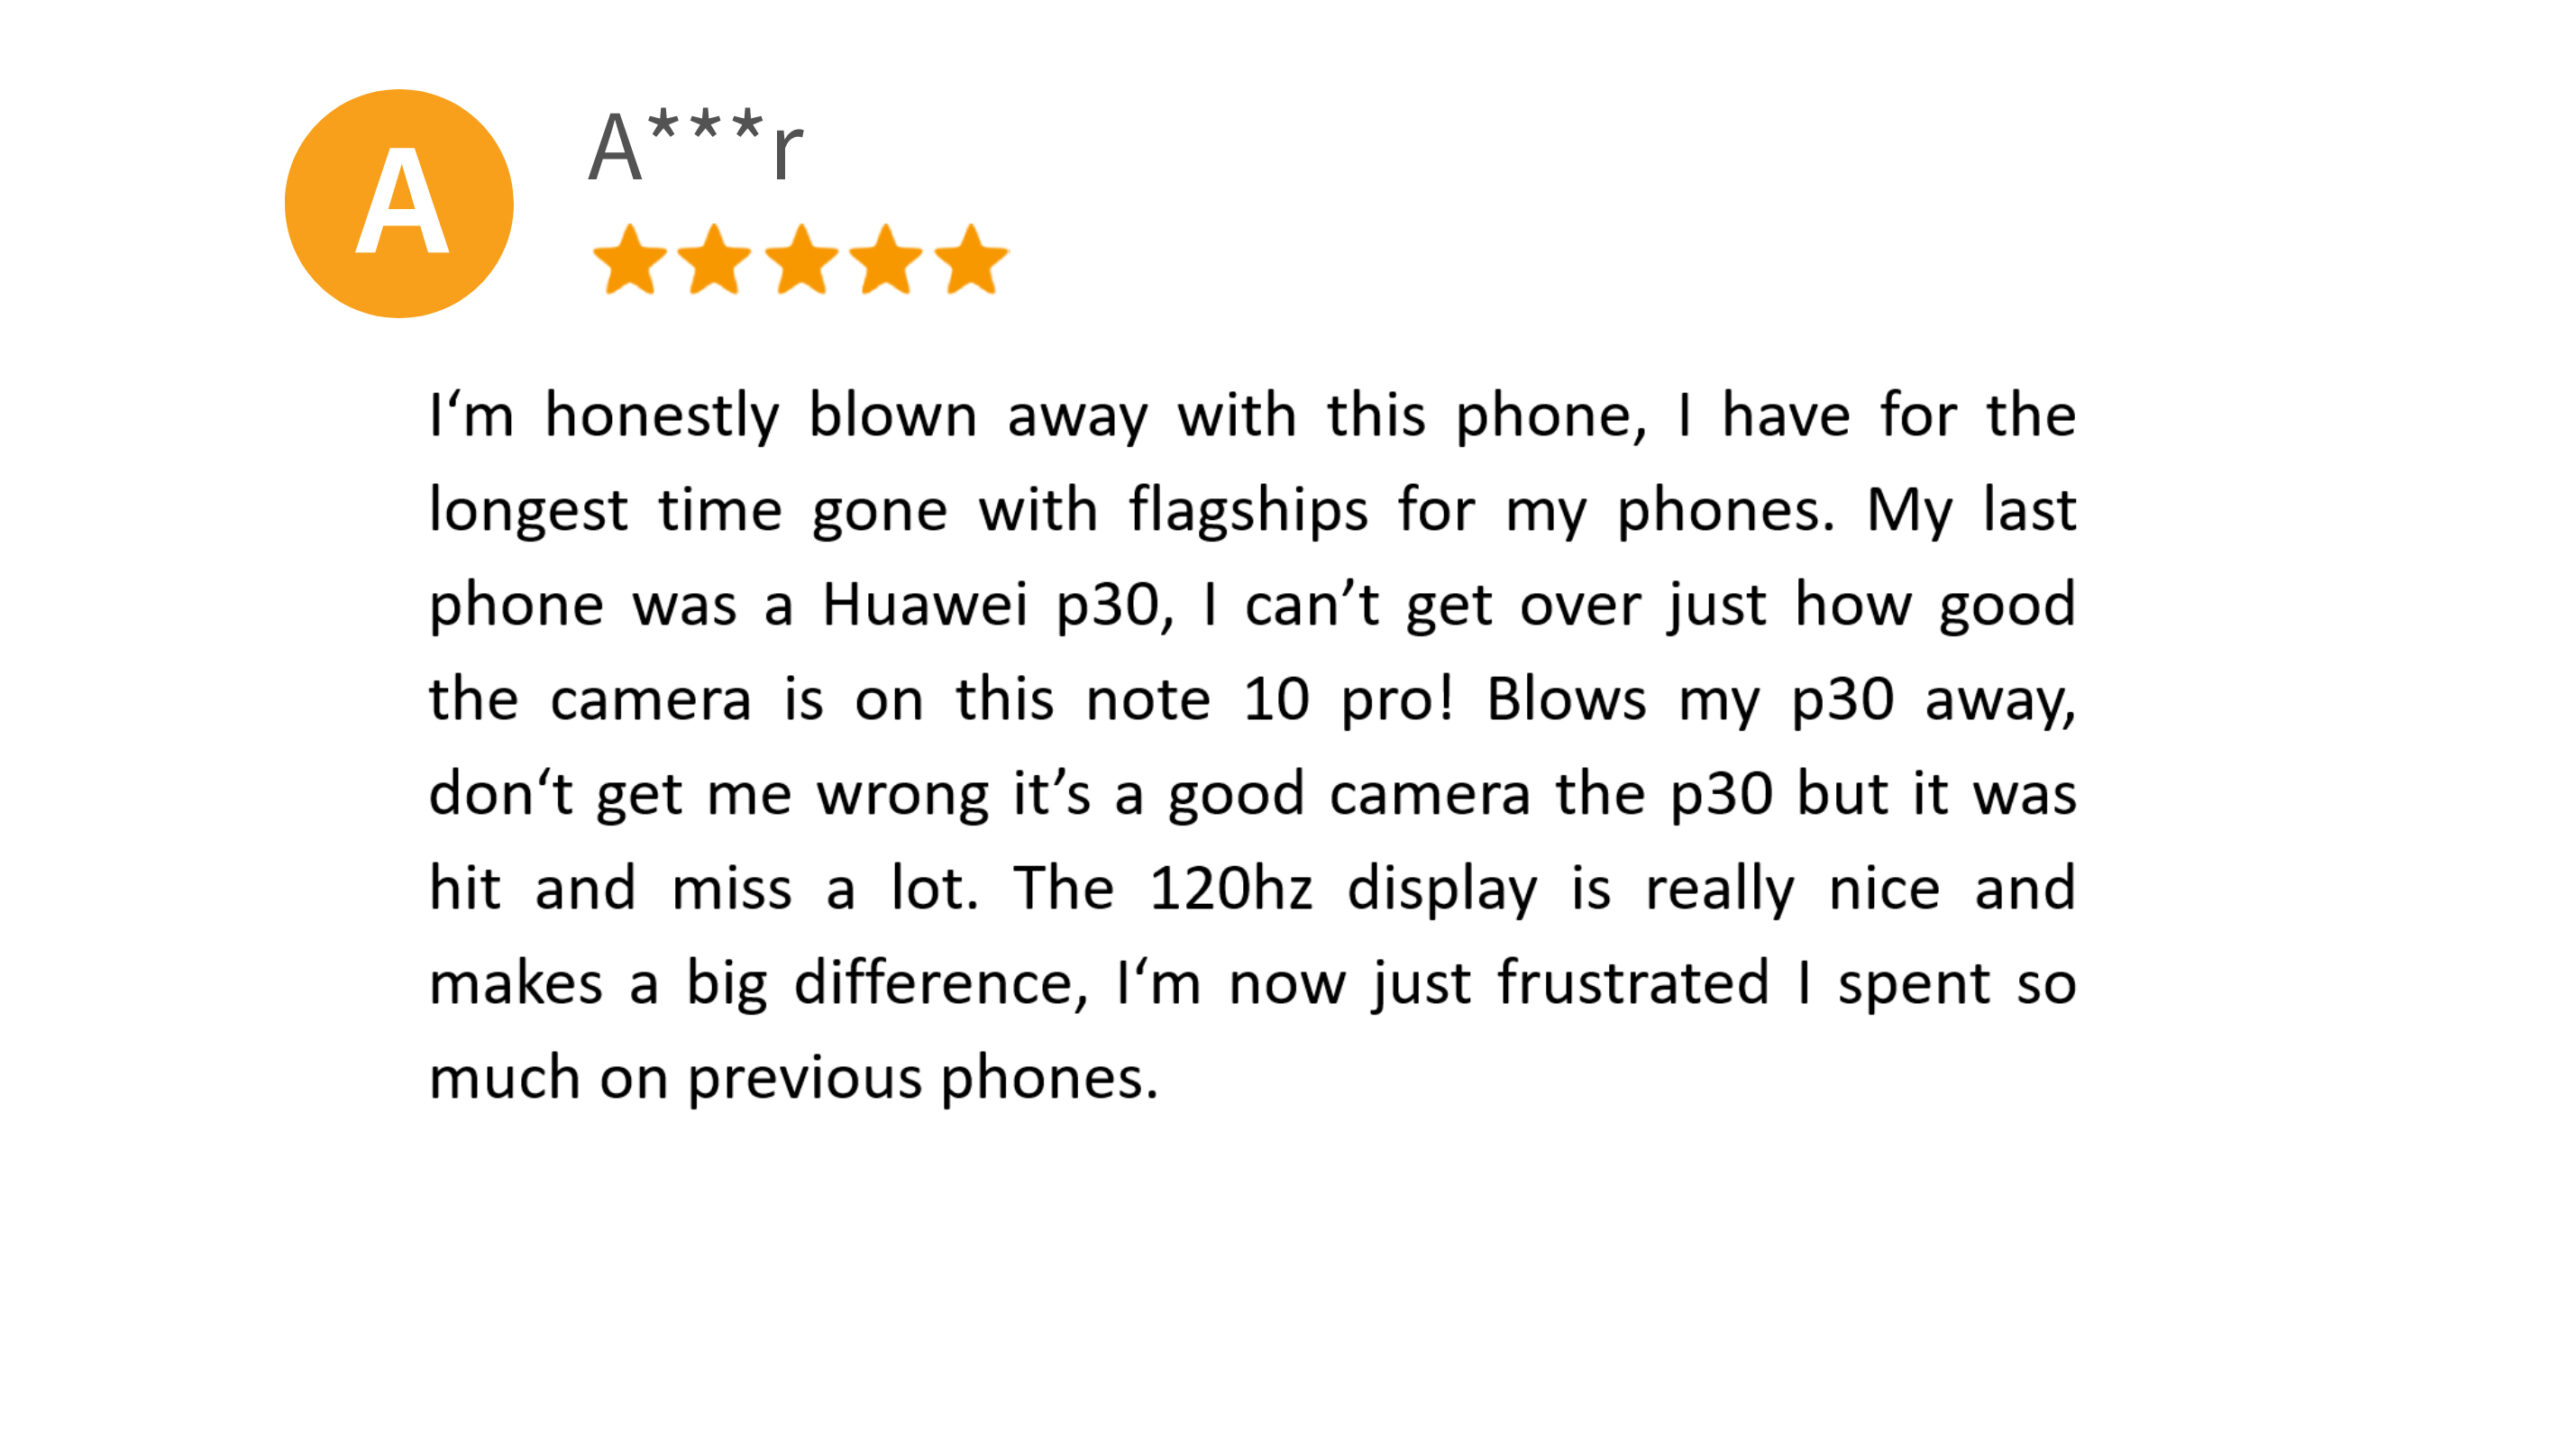 A
A***r
I‘m honestly blown away with this phone, I have for the
longest time gone with flagships for my phones. My last
phone was a Huawei p30, I can’t get over just how good
the camera is on this note 10 pro! Blows my p30 away,
don‘t get me wrong it’s a good camera the p30 but it was
hit and miss a lot. The 120hz display is really nice and
makes a big difference, I‘m now just frustrated I spent so
much on previous phones.